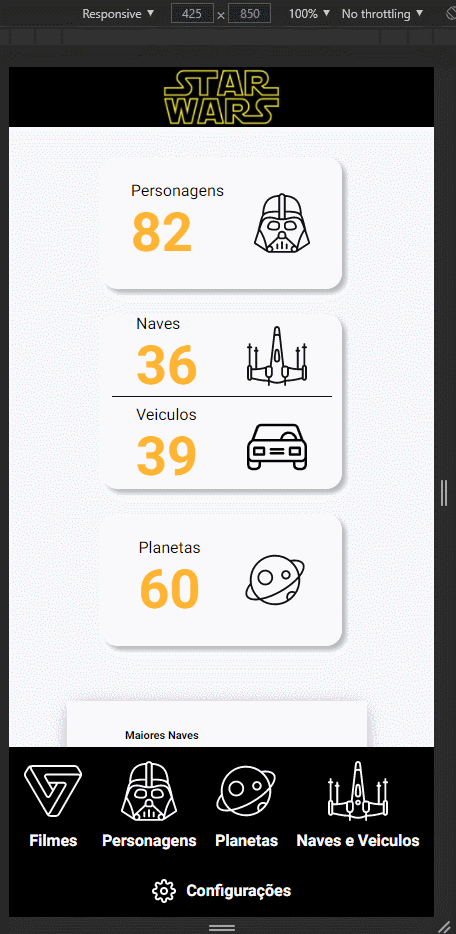 Responsive ▼ 425 x 850 100% ▼ No throttling ▼
STAR
WARS
Personagens
82
Naves
36
Veiculos
39
Planetas
60
Maiores Naves
Filmes Personagens Planetas Naves e Veiculos
Configurações